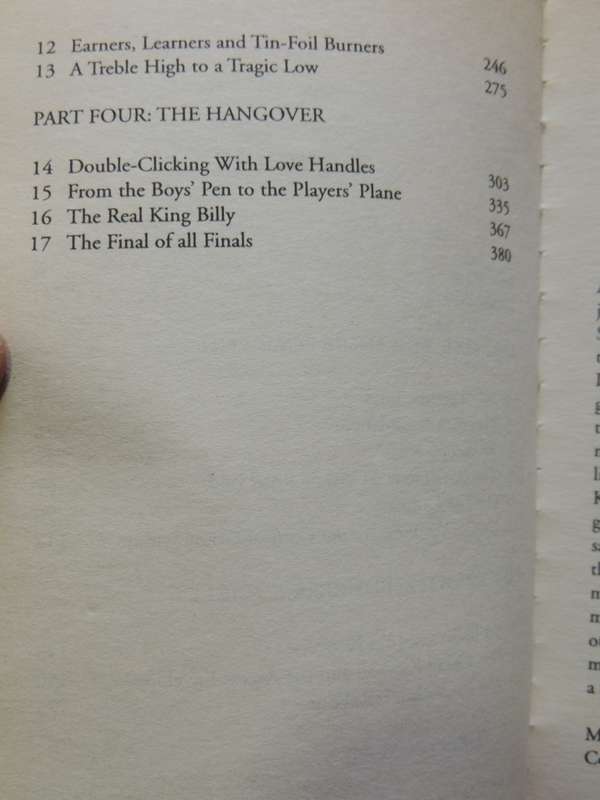 12 Earners, Learners and Tin-Foil Burners 246
13 A Treble High to a Tragic Low 275
PART FOUR: THE HANGOVER
14 Double-Clicking With Love Handles 303
15 From the Boys' Pen to the Players' Plane 335
16 The Real King Billy 367
17 The Final of all Finals 380